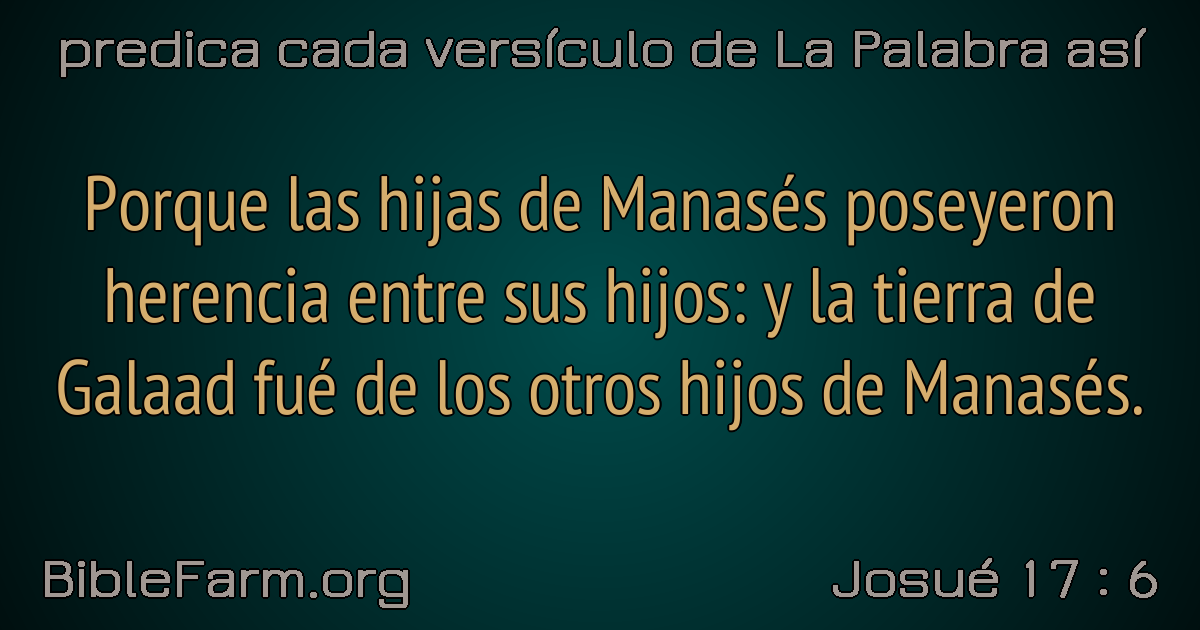 predica cada versículo de La Palabra así
Porque las hijas de Manasés poseyeron
herencia entre sus hijos: y la tierra de
Galaad fué de los otros hijos de Manasés.
BibleFarm.org
Josué 17 : 6